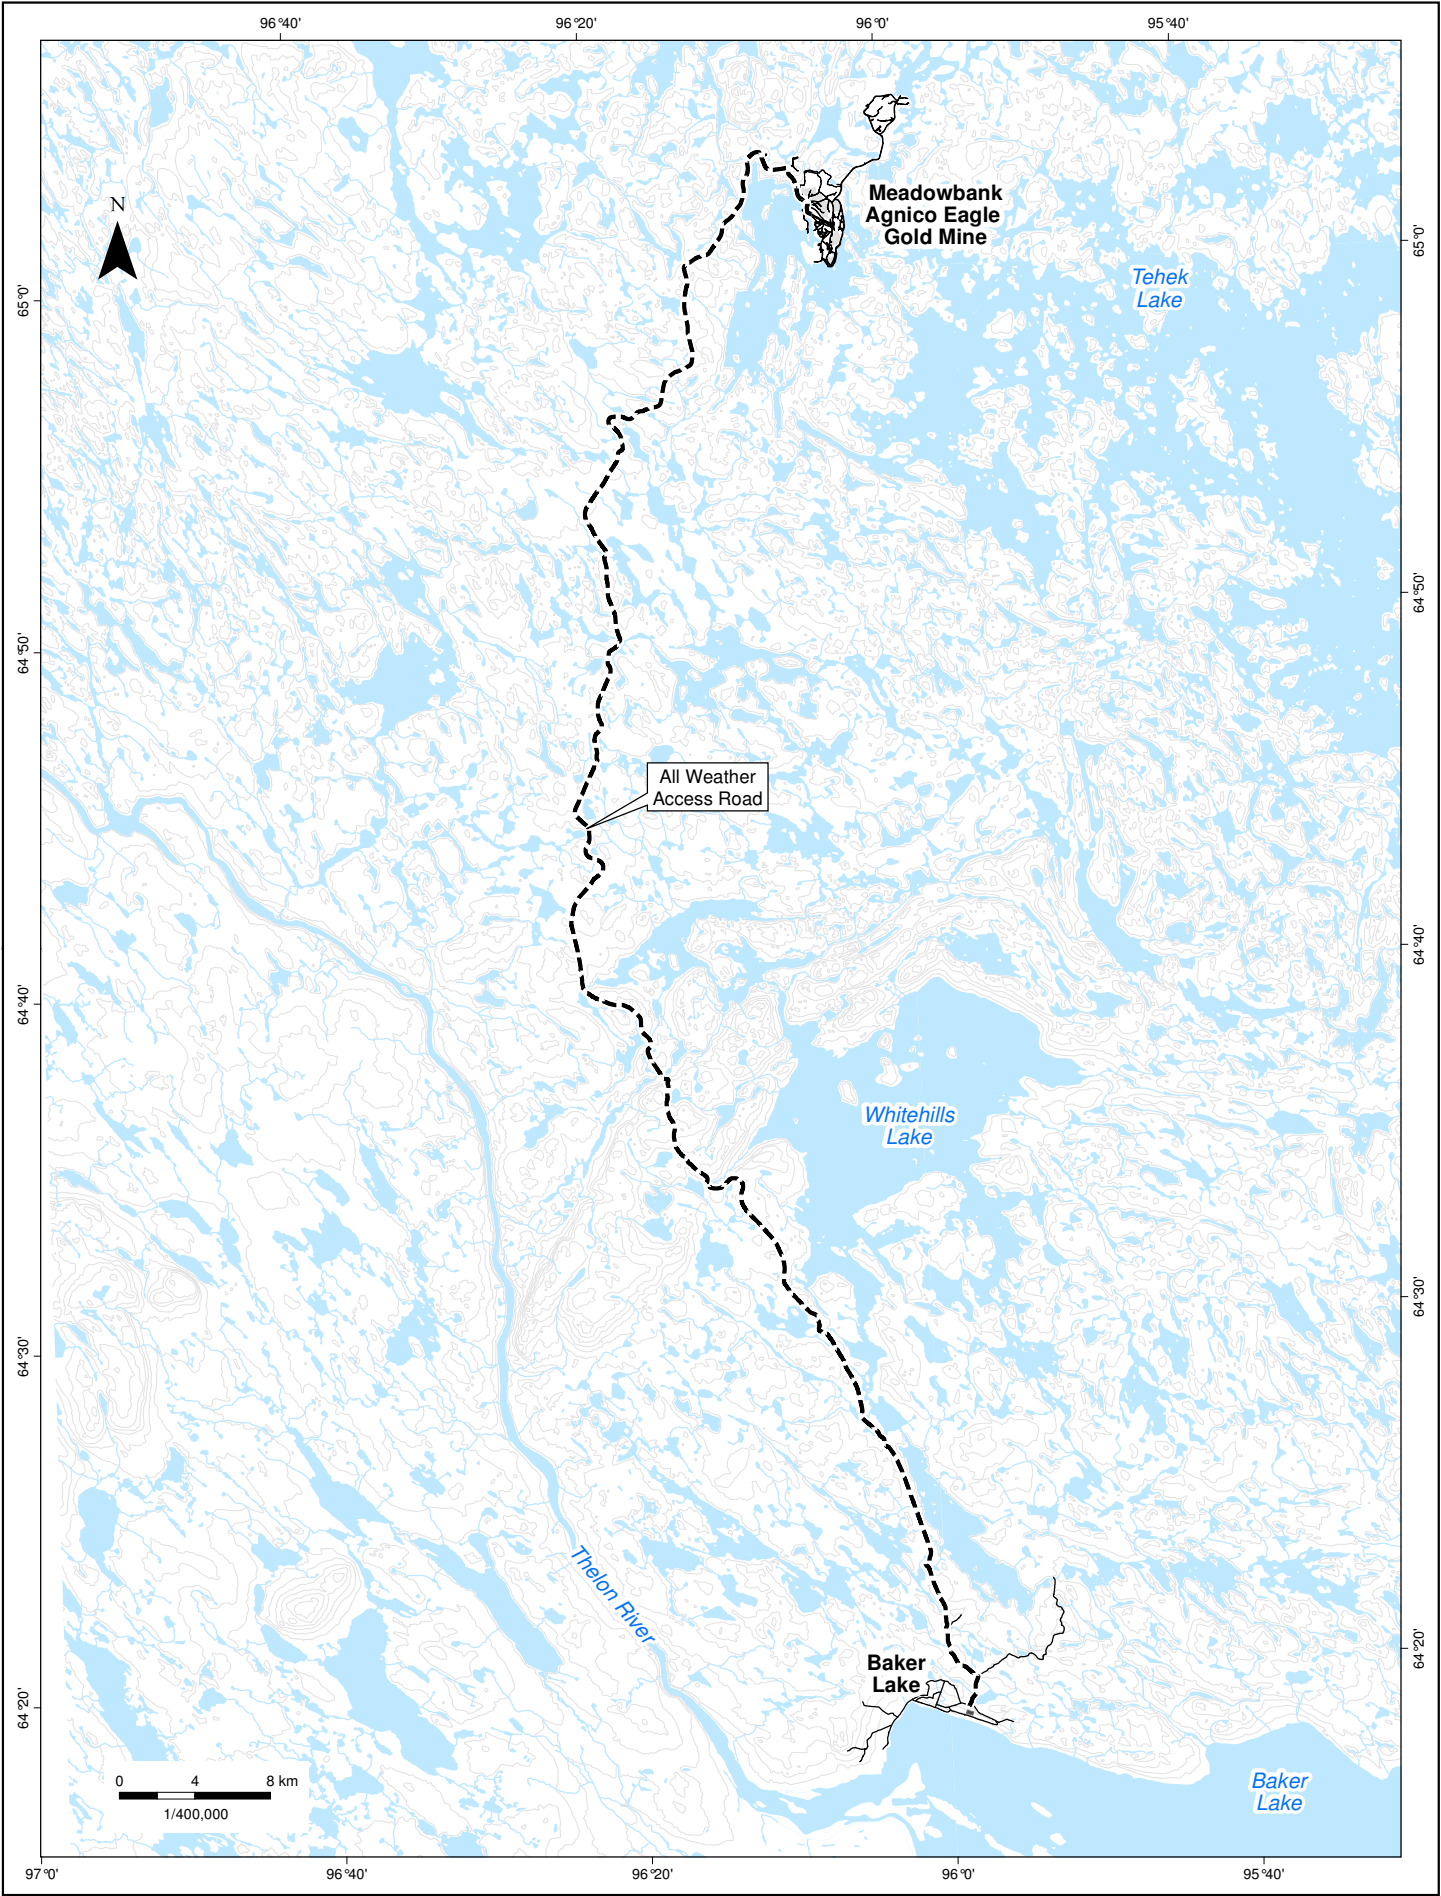 96°40'
96°20'
96°0'
95°40'
N
Meadowbank
Agnico Eagle
Gold Mine
65°0'
Tehek
Lake
65°0'
64°50'
64°50'
All Weather
Access Road
64°40'
64°40'
Whitehills
Lake
64°30'
64°30'
Thelon River
64°20'
Baker
Lake
64°20'
0 4 8 km
1/400,000
Baker
Lake
97°0'
96°40'
96°20'
96°0'
95°40'